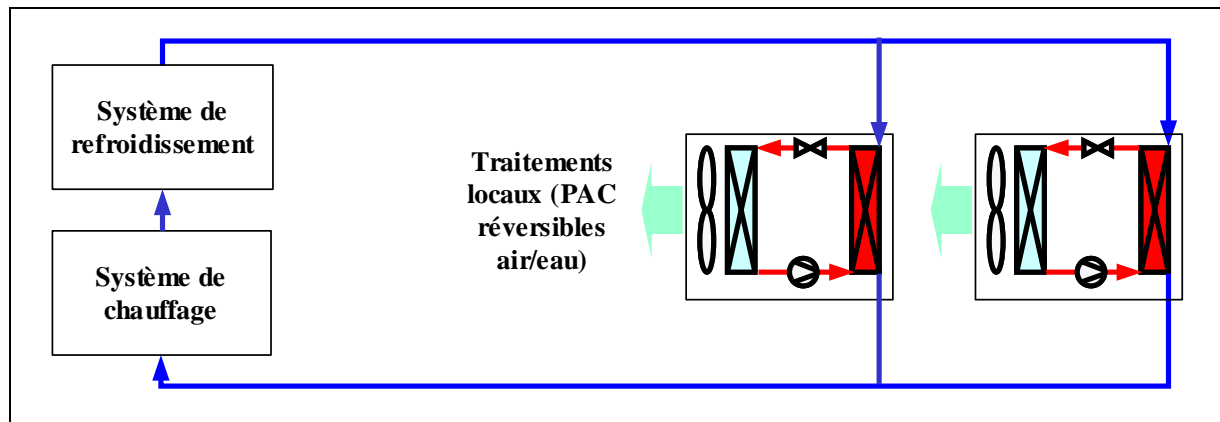 Système de
refroidissement
Système de
chauffage
Traitements
locaux (PAC
réversibles
air/eau)